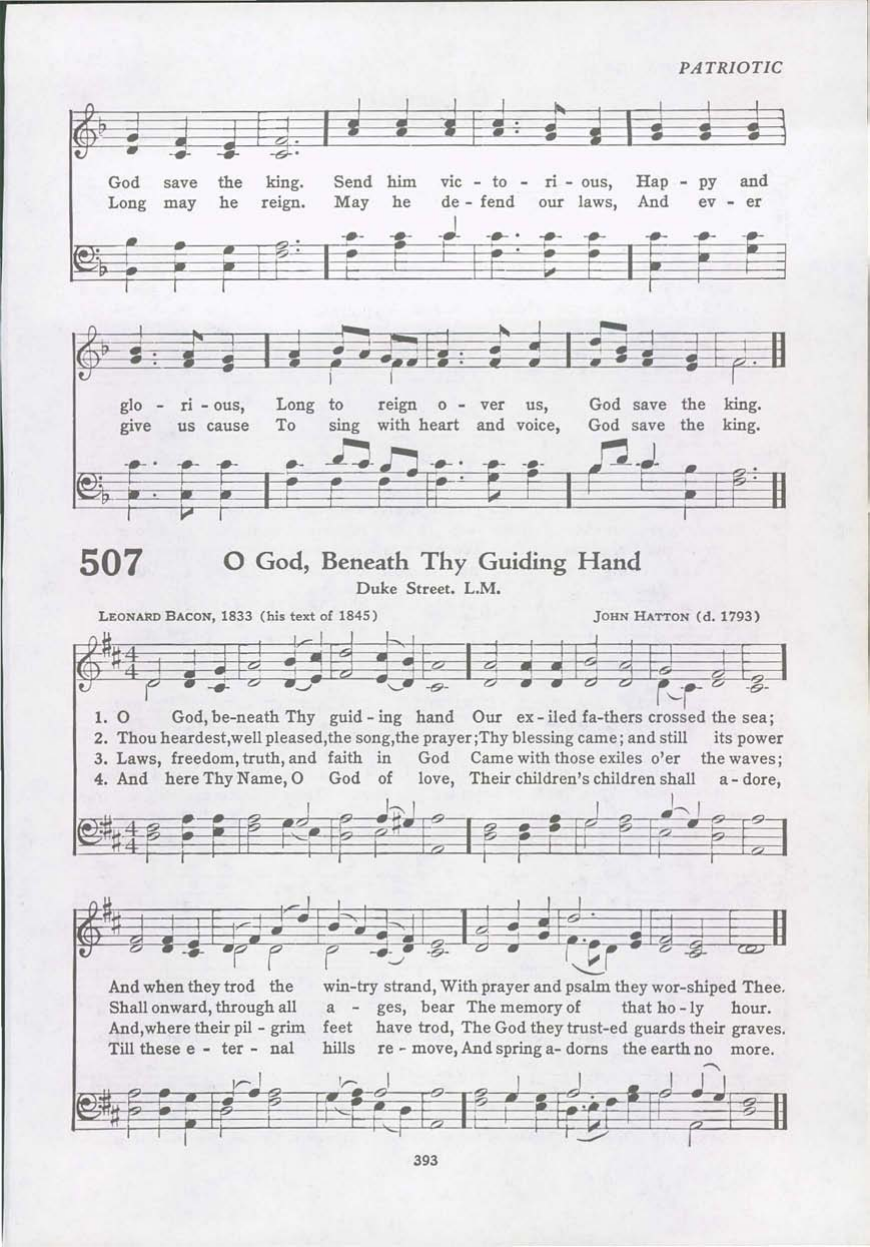 PATRIOTIC
God save the king. Send him vic - to - ri - ous, Hap - py and
Long may he reign. May he de - fend our laws, And ev - er
glo - ri - ous, Long to reign o - ver us, God save the king.
give us cause To sing with heart and voice, God save the king.
507 O God, Beneath Thy Guiding Hand
Duke Street. L.M.
LEONARD BACON, 1833 (his text of 1845) JOHN HATTON (d. 1793)
4
4
1. O God, be-neath Thy guid - ing hand Our ex - iled fa-thers crossed the sea;
2. Thou heardest,well pleased,the song,the prayer;Thy blessing came; and still its power
3. Laws, freedom, truth, and faith in God Came with those exiles o'er the waves;
4. And here Thy Name, O God of love, Their children's children shall a - dore,
4
4
And when they trod the win-try strand, With prayer and psalm they wor-shiped Thee.
Shall onward, through all a - ges, bear The memory of that ho - ly hour.
And,where their pil - grim feet have trod, The God they trust-ed guards their graves.
Till these e - ter - nal hills re - move, And spring a- dorns the earth no more.
393